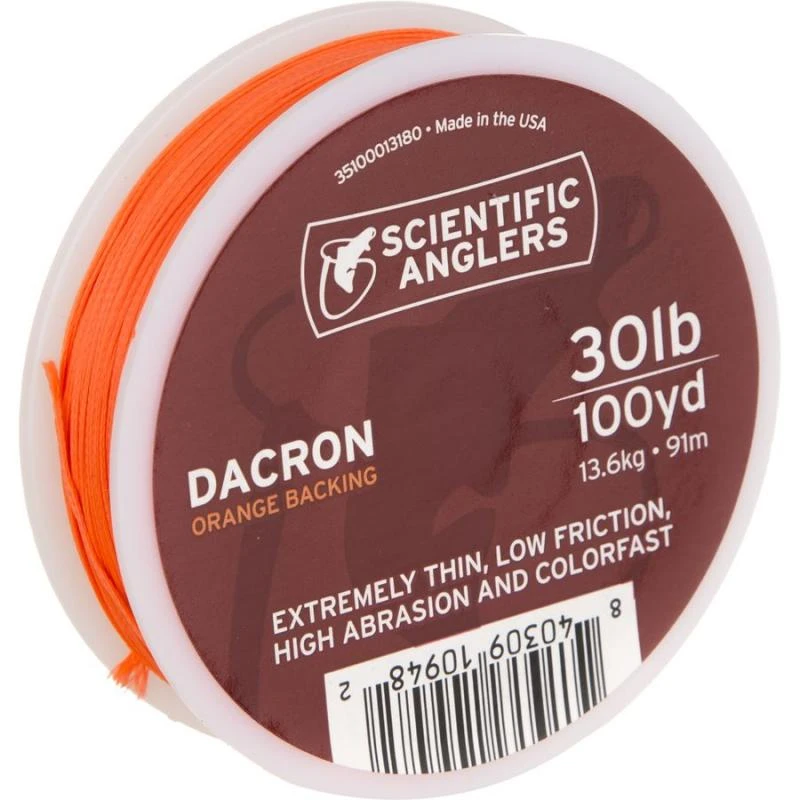 35100013180 • Made in the USA
SCIENTIFIC
ANGLERS
30lb
100yd
13.6kg • 91m
DACRON
ORANGE BACKING
EXTREMELY THIN, LOW FRICTION,
HIGH ABRASION AND COLORFAST
8 40309 10948 2